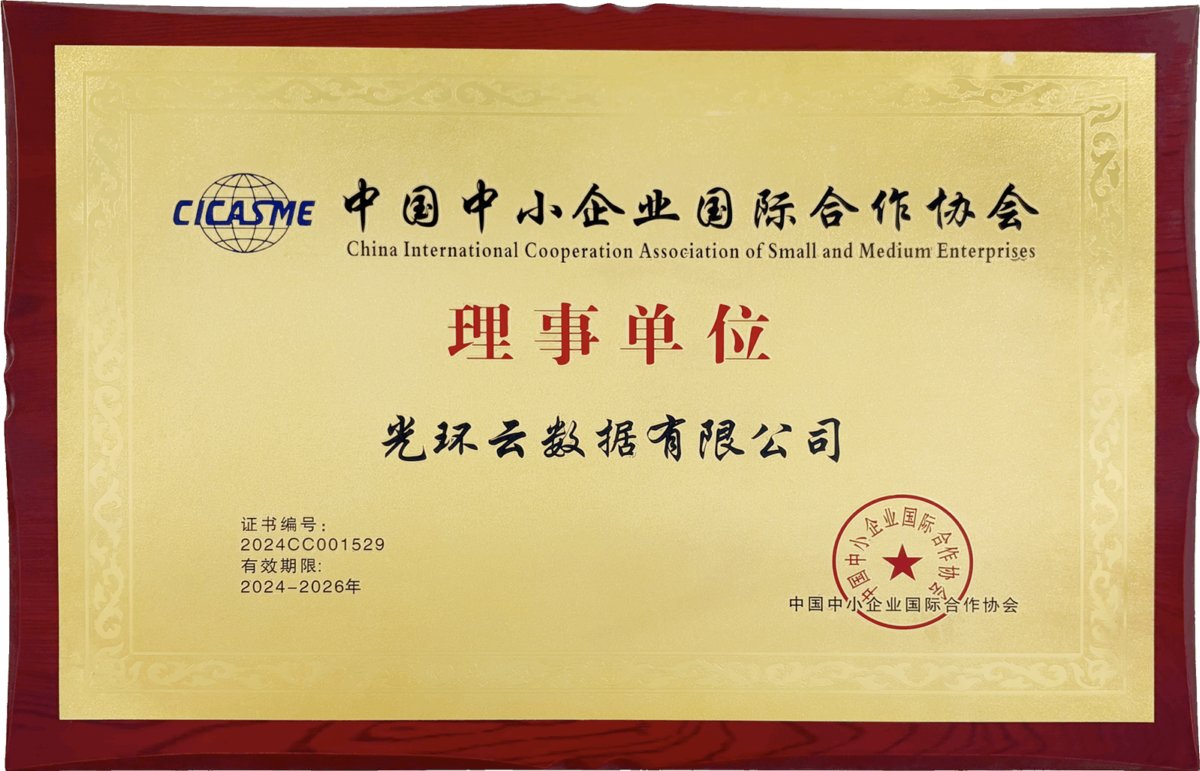 CICASME
中国中小企业国际合作协会
China International Cooperation Association of Small and Medium Enterprises
理事单位
光环云数据有限公司
证书编号:
2024CC001529
有效期限:
2024-2026年
中国中小企业国际合作协会
中国中小企业国际合作协会